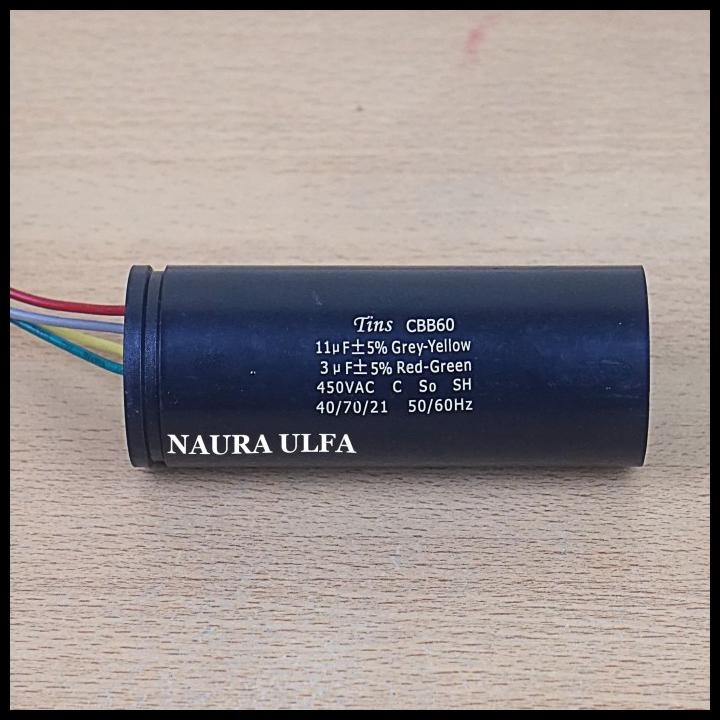 Tins CBB60
11μF±5% Grey-Yellow
3μF±5% Red-Green
450VAC C So SH
40/70/21 50/60Hz
NAURA ULFA